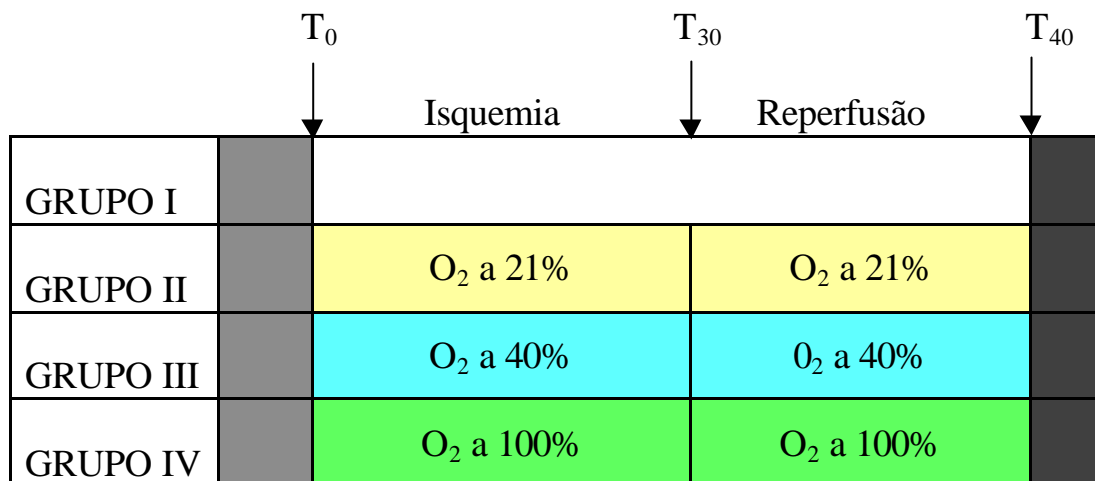 T₀ T₃₀ T₄₀
Isquemia Reperfusão
GRUPO I
GRUPO II O₂ a 21% O₂ a 21%
GRUPO III O₂ a 40% 0₂ a 40%
GRUPO IV O₂ a 100% O₂ a 100%